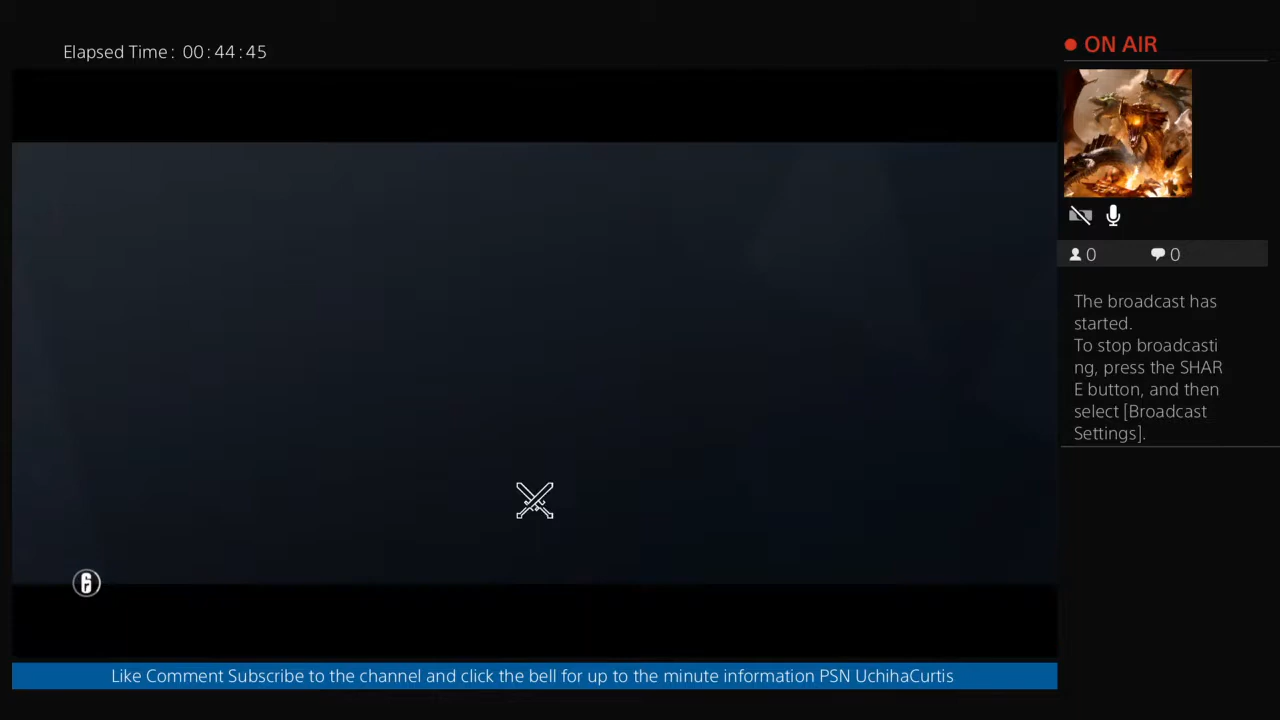 Elapsed Time: 00:44:45
ON AIR
0 0
The broadcast has
started.
To stop broadcasti
ng, press the SHAR
E button, and then
select [Broadcast
Settings].
6
Like Comment Subscribe to the channel and click the bell for up to the minute information PSN UchihaCurtis